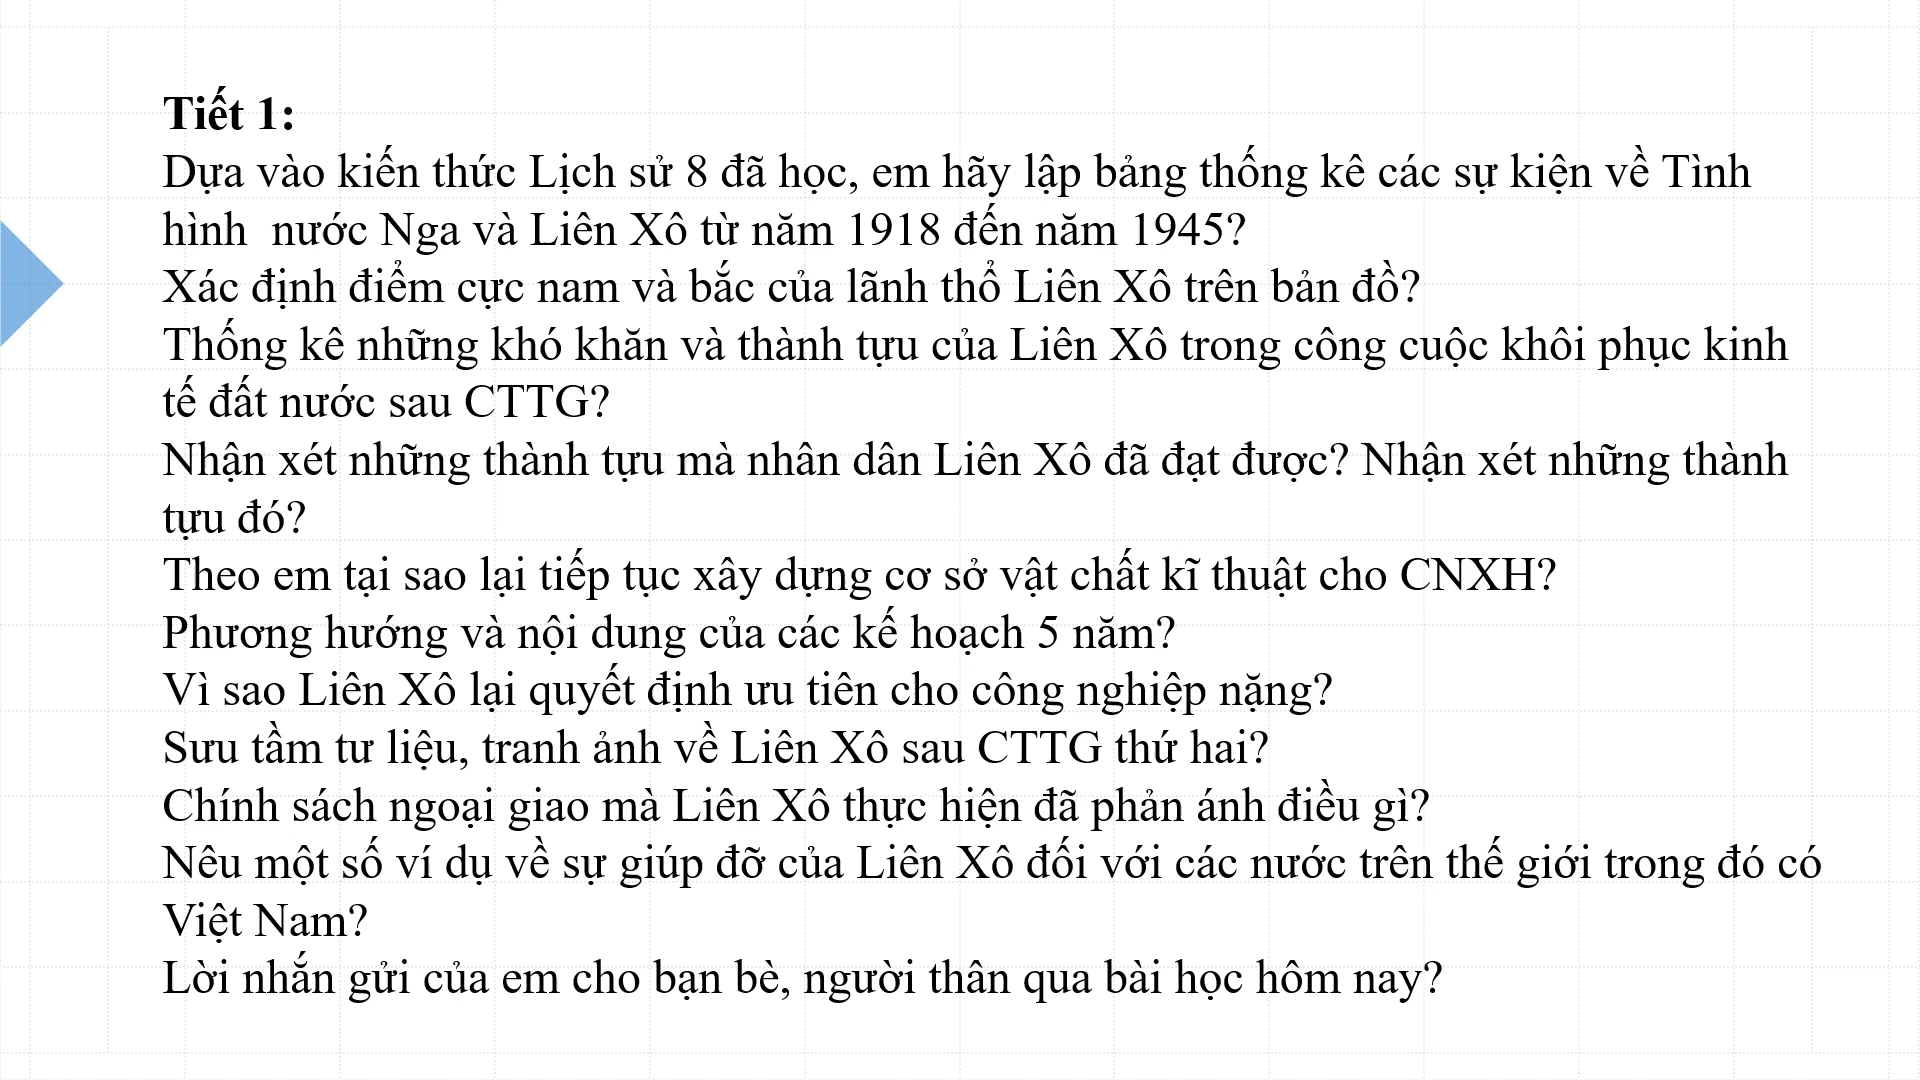 Tiết 1:
Dựa vào kiến thức Lịch sử 8 đã học, em hãy lập bảng thống kê các sự kiện về Tình
hình  nước Nga và Liên Xô từ năm 1918 đến năm 1945?
Xác định điểm cực nam và bắc của lãnh thổ Liên Xô trên bản đồ?
Thống kê những khó khăn và thành tựu của Liên Xô trong công cuộc khôi phục kinh
tế đất nước sau CTTG?
Nhận xét những thành tựu mà nhân dân Liên Xô đã đạt được? Nhận xét những thành
tựu đó?
Theo em tại sao lại tiếp tục xây dựng cơ sở vật chất kĩ thuật cho CNXH?
Phương hướng và nội dung của các kế hoạch 5 năm?
Vì sao Liên Xô lại quyết định ưu tiên cho công nghiệp nặng?
Sưu tầm tư liệu, tranh ảnh về Liên Xô sau CTTG thứ hai?
Chính sách ngoại giao mà Liên Xô thực hiện đã phản ánh điều gì?
Nêu một số ví dụ về sự giúp đỡ của Liên Xô đối với các nước trên thế giới trong đó có
Việt Nam?
Lời nhắn gửi của em cho bạn bè, người thân qua bài học hôm nay?